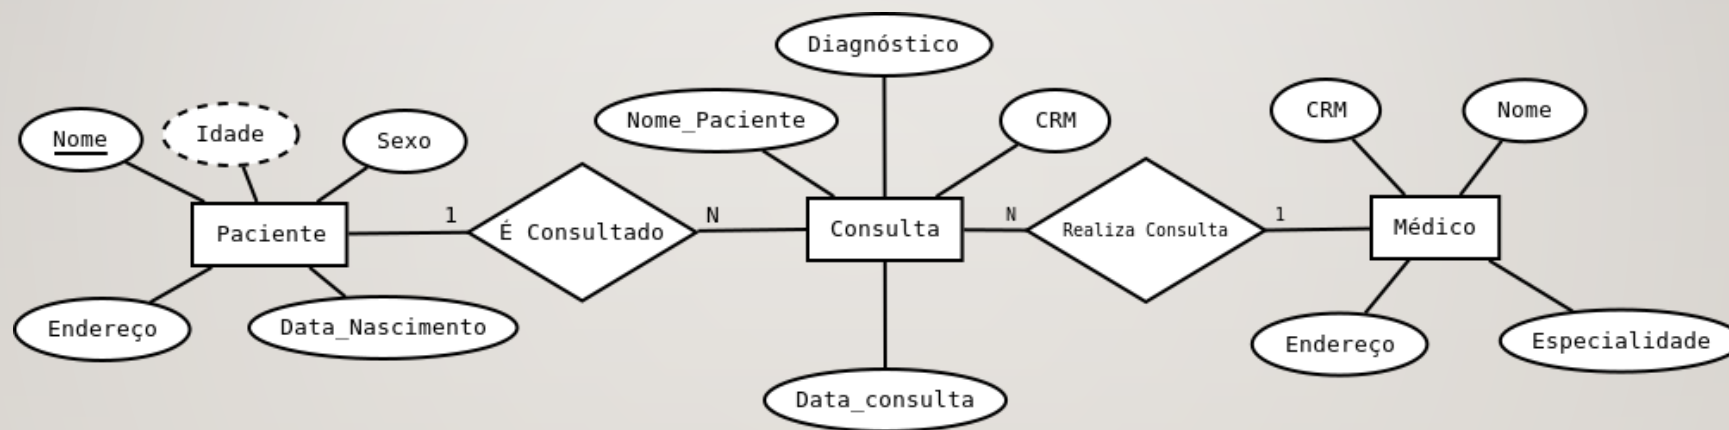 Diagnóstico
Nome
Idade
Sexo
Nome_Paciente
CRM
CRM
Nome
Paciente
1
É Consultado
N
Consulta
N
Realiza Consulta
1
Médico
Endereço
Data_Nascimento
Endereço
Especialidade
Data_consulta